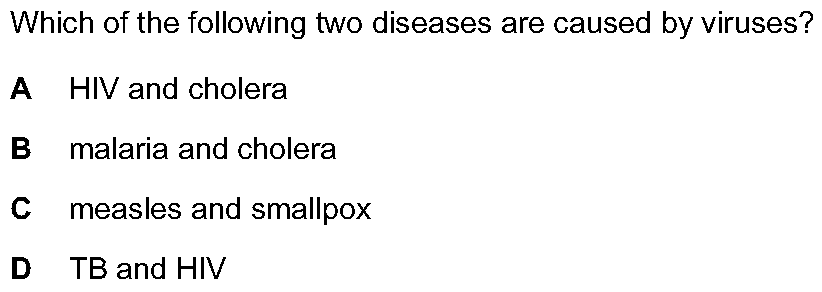 Which of the following two diseases are caused by viruses?
A HIV and cholera
B malaria and cholera
C measles and smallpox
D TB and HIV